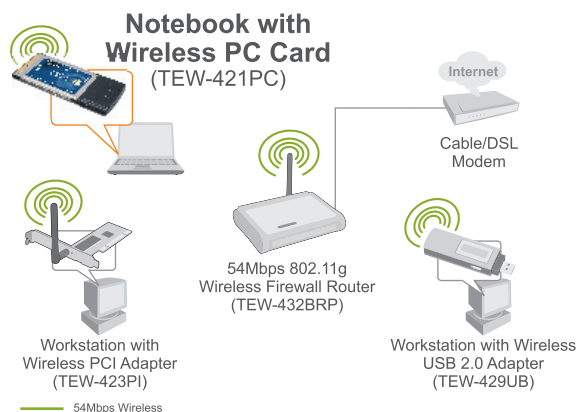 Notebook with
Wireless PC Card
(TEW-421PC)
Internet
Cable/DSL
Modem
54Mbps 802.11g
Wireless Firewall Router
(TEW-432BRP)
Workstation with
Wireless PCI Adapter
(TEW-423PI)
Workstation with Wireless
USB 2.0 Adapter
(TEW-429UB)
54Mbps Wireless